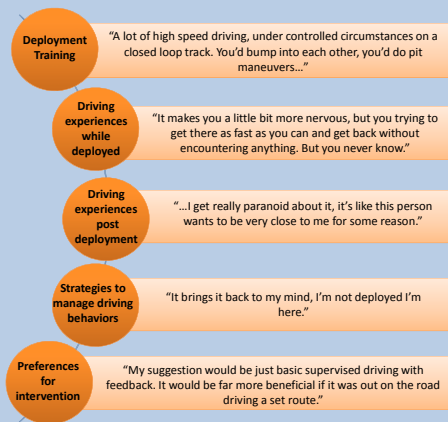 Deployment
Training
“A lot of high speed driving, under controlled circumstances on a
closed loop track. You’d bump into each other, you’d do pit
maneuvers…”
Driving
experiences
while
deployed
“It makes you a little bit more nervous, but you trying to
get there as fast as you can and get back without
encountering anything. But you never know.”
Driving
experiences
post
deployment
“…I get really paranoid about it, it’s like this person
wants to be very close to me for some reason.”
Strategies to
manage driving
behaviors
“It brings it back to my mind, I’m not deployed I’m
here.”
Preferences
for
intervention
“My suggestion would be just basic supervised driving with
feedback. It would be far more beneficial if it was out on the road
driving a set route.”